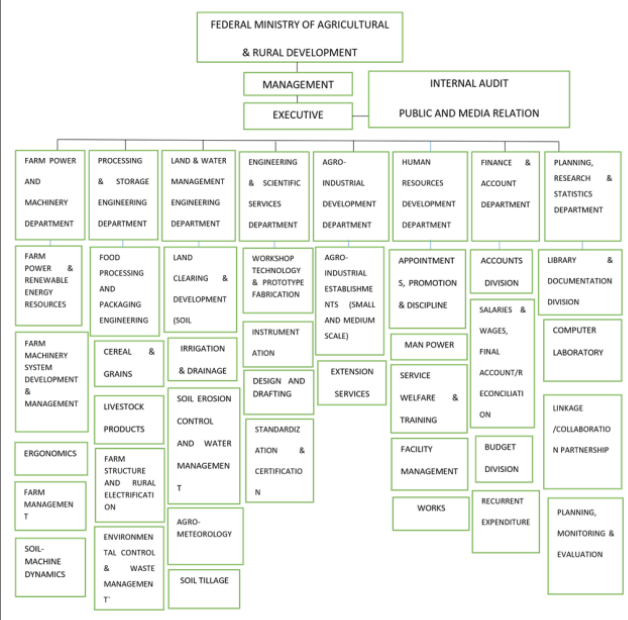 FEDERAL MINISTRY OF AGRICULTURAL
& RURAL DEVELOPMENT
MANAGEMENT
EXECUTIVE
INTERNAL AUDIT
PUBLIC AND MEDIA RELATION
FARM POWER
AND
MACHINERY
DEPARTMENT
PROCESSING
& STORAGE
ENGINEERING
DEPARTMENT
LAND & WATER
MANAGEMENT
ENGINEERING
DEPARTMENT
ENGINEERING
& SCIENTIFIC
SERVICES
DEPARTMENT
AGRO-
INDUSTRIAL
DEVELOPMENT
DEPARTMENT
HUMAN
RESOURCES
DEVELOPMENT
DEPARTMENT
FINANCE &
ACCOUNT
DEPARTMENT
PLANNING,
RESEARCH &
STATISTICS
DEPARTMENT
FARM
POWER &
RENEWABLE
ENERGY
RESOURCES
FARM
MACHINERY
SYSTEM
DEVELOPMENT
&
MANAGEMENT
ERGONOMICS
FARM
MANAGEMEN
T
SOIL-
MACHINE
DYNAMICS
FOOD
PROCESSING
AND
PACKAGING
ENGINEERING
CEREAL &
GRAINS
LIVESTOCK
PRODUCTS
FARM
STRUCTURE
AND RURAL
ELECTRIFICATI
ON
ENVIRONMEN
TAL CONTROL
& WASTE
MANAGEMEN
T`
LAND
CLEARING &
DEVELOPMENT
(SOIL
IRRIGATION
& DRAINAGE
SOIL EROSION
CONTROL
AND WATER
MANAGEMEN
T
AGRO-
METEOROLOGY
SOIL TILLAGE
WORKSHOP
TECHNOLOGY
& PROTOTYPE
FABRICATION
INSTRUMENT
ATION
DESIGN AND
DRAFTING
STANDARDIZ
ATION &
CERTIFICATIO
N
AGRO-
INDUSTRIAL
ESTABLISHME
NTS (SMALL
AND MEDIUM
SCALE)
EXTENSION
SERVICES
APPOINTMENT
S, PROMOTION
& DISCIPLINE
MAN POWER
SERVICE
WELFARE &
TRAINING
FACILITY
MANAGEMENT
WORKS
ACCOUNTS
DIVISION
SALARIES &
WAGES,
FINAL
ACCOUNT/R
ECONCILIATI
ON
BUDGET
DIVISION
RECURRENT
EXPENDITURE
LIBRARY &
DOCUMENTATION
DIVISION
COMPUTER
LABORATORY
LINKAGE
/COLLABORATIO
N PARTNERSHIP
PLANNING,
MONITORING &
EVALUATION